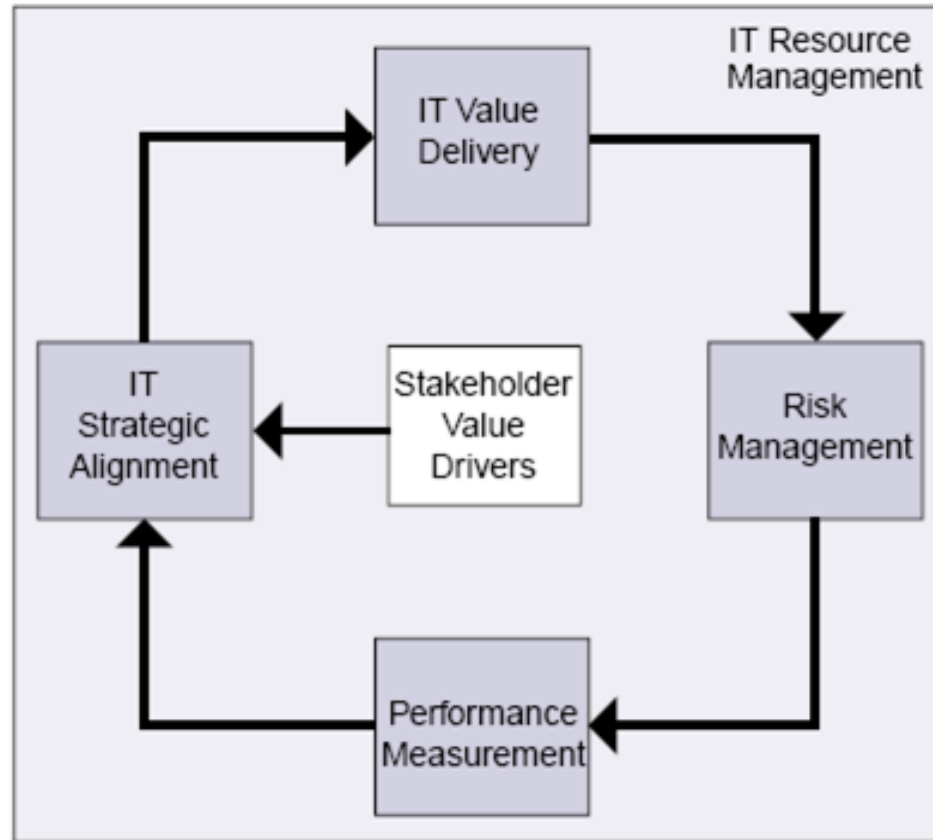 IT Resource
Management
IT Value
Delivery
IT
Strategic
Alignment
Stakeholder
Value
Drivers
Risk
Management
Performance
Measurement